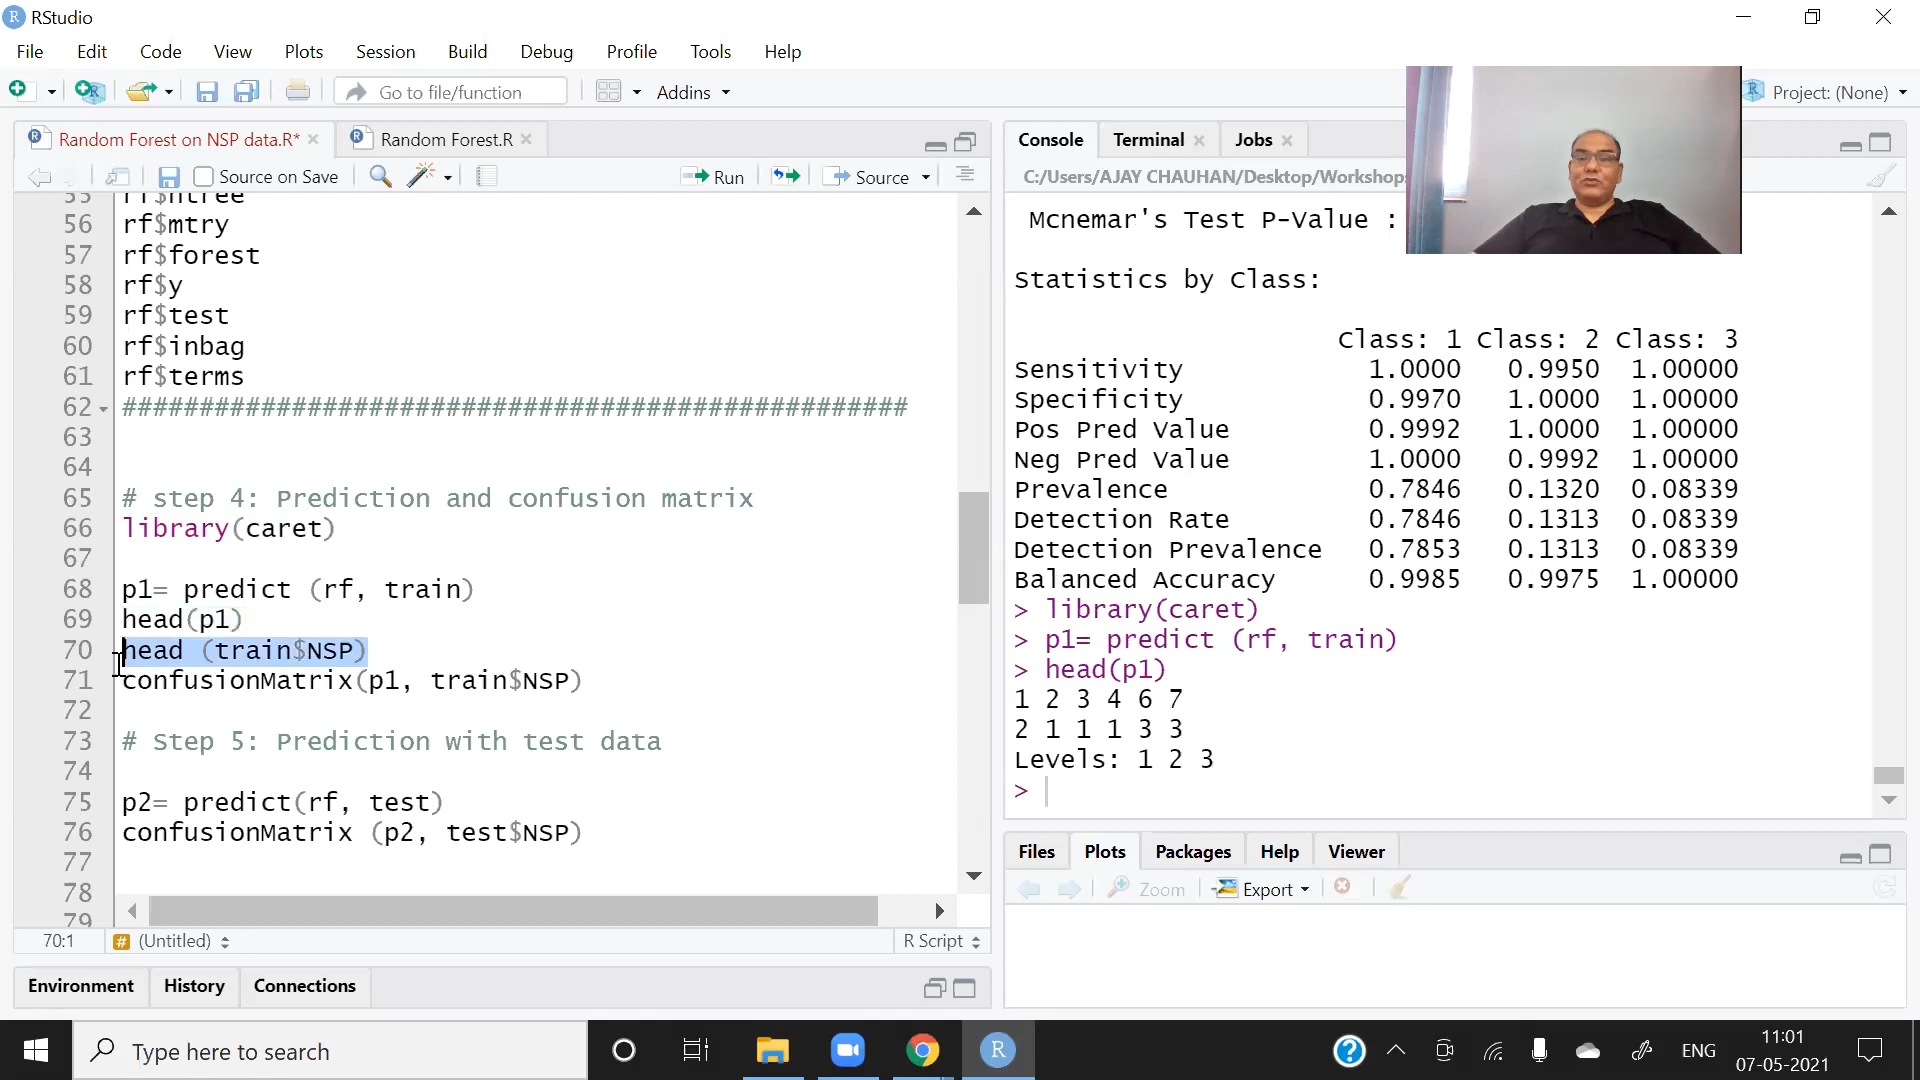 RStudio
File Edit Code View Plots Session Build Debug Profile Tools Help
Go to file/function Addins Project: (None)
Random Forest on NSP data.R* Random Forest.R
Source on Save Run Source
55 rf$ntree
56 rf$mtry
57 rf$forest
58 rf$y
59 rf$test
60 rf$inbag
61 rf$terms
62 ###################################################
63
64
65 # step 4: Prediction and confusion matrix
66 library(caret)
67
68 p1= predict (rf, train)
69 head(p1)
70 head (train$NSP)
71 confusionMatrix(p1, train$NSP)
72
73 # Step 5: Prediction with test data
74
75 p2= predict(rf, test)
76 confusionMatrix (p2, test$NSP)
77
78
79
70:1 # (Untitled) R Script
Environment History Connections
Console Terminal Jobs
C:/Users/AJAY CHAUHAN/Desktop/Workshop
Mcnemar's Test P-Value :
Statistics by Class:
Class: 1 Class: 2 Class: 3
Sensitivity 1.0000 0.9950 1.00000
Specificity 0.9970 1.0000 1.00000
Pos Pred Value 0.9992 1.0000 1.00000
Neg Pred Value 1.0000 0.9992 1.00000
Prevalence 0.7846 0.1320 0.08339
Detection Rate 0.7846 0.1313 0.08339
Detection Prevalence 0.7853 0.1313 0.08339
Balanced Accuracy 0.9985 0.9975 1.00000
> library(caret)
> p1= predict (rf, train)
> head(p1)
1 2 3 4 6 7
2 1 1 1 3 3
Levels: 1 2 3
>
Files Plots Packages Help Viewer
Zoom Export
Type here to search
ENG
11:01
07-05-2021